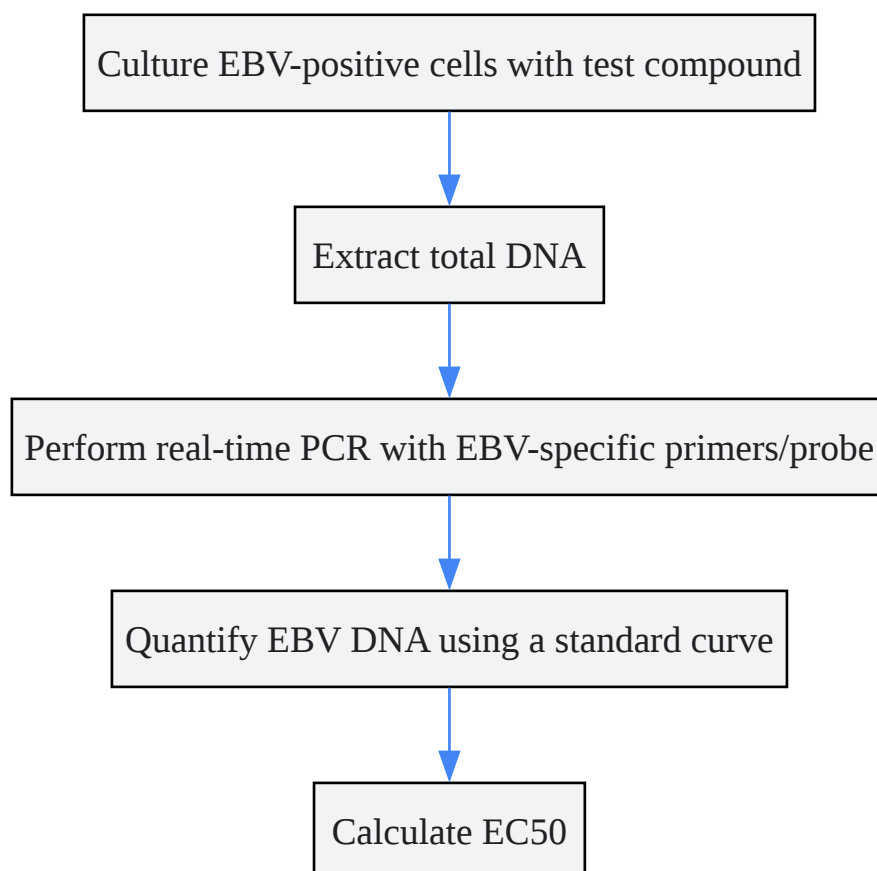 Culture EBV-positive cells with test compound
Extract total DNA
Perform real-time PCR with EBV-specific primers/probe
Quantify EBV DNA using a standard curve
Calculate EC50